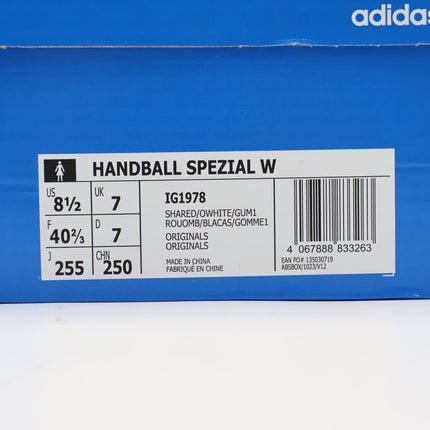 adidas
HANDBALL SPEZIAL W
US 8½ UK 7
F 40⅔ D 7
J 255 CHN 250
IG1978
SHARED/OWHITE/GUM1
ROUOMB/BLACAS/GOMME1
ORIGINALS
ORIGINALS
MADE IN CHINA
FABRIQUÉ EN CHINE
4 067888 833263
EAN PO# 135030719
ABSBOX/1023/V12